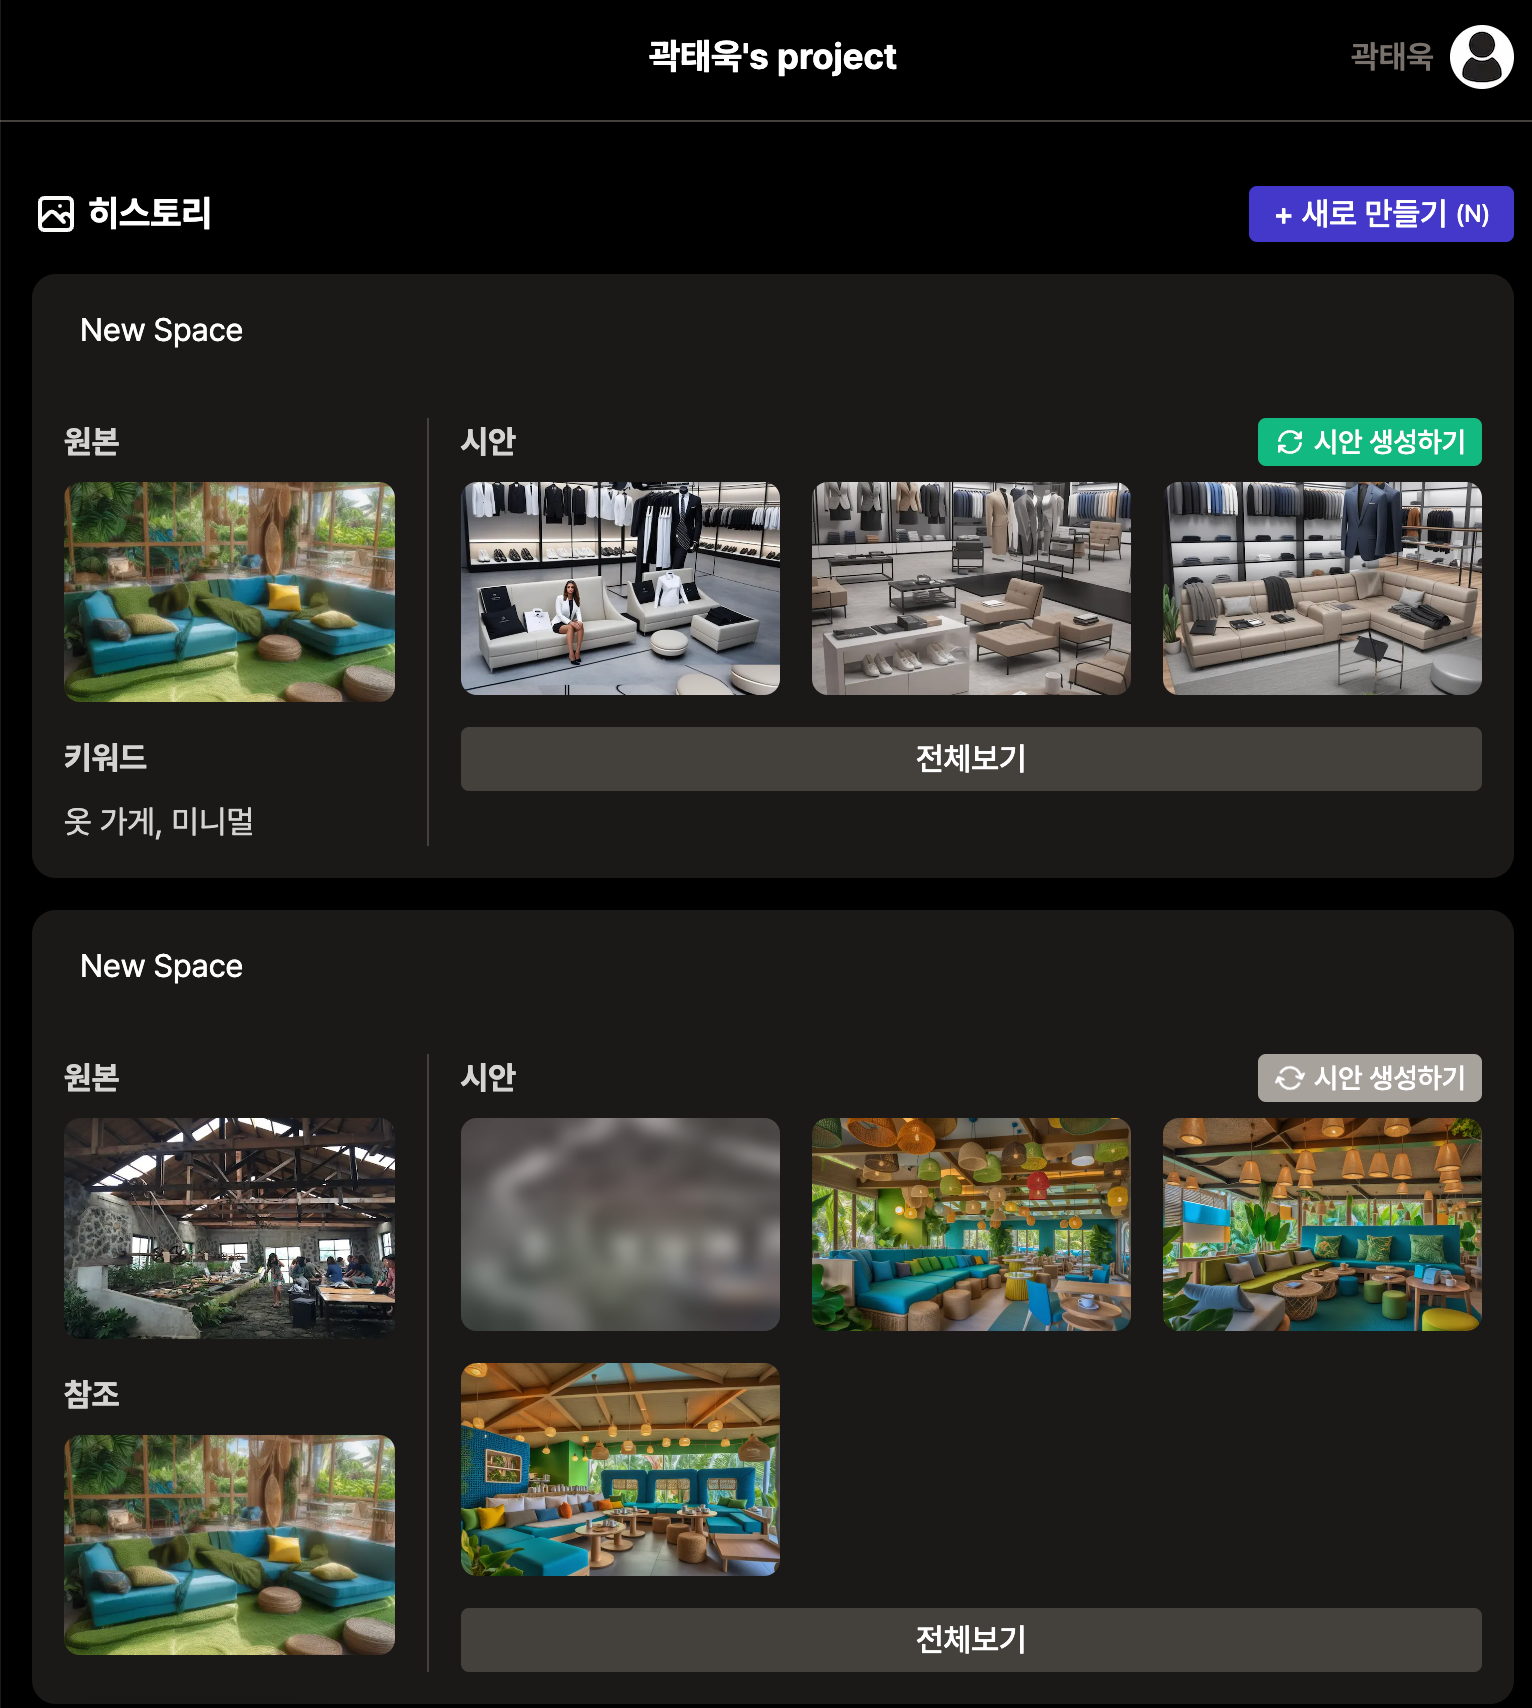 곽태욱's project
곽태욱
히스토리
+ 새로 만들기 (N)
New Space
원본
시안
시안 생성하기
키워드
옷 가게, 미니멀
전체보기
New Space
원본
시안
시안 생성하기
참조
전체보기